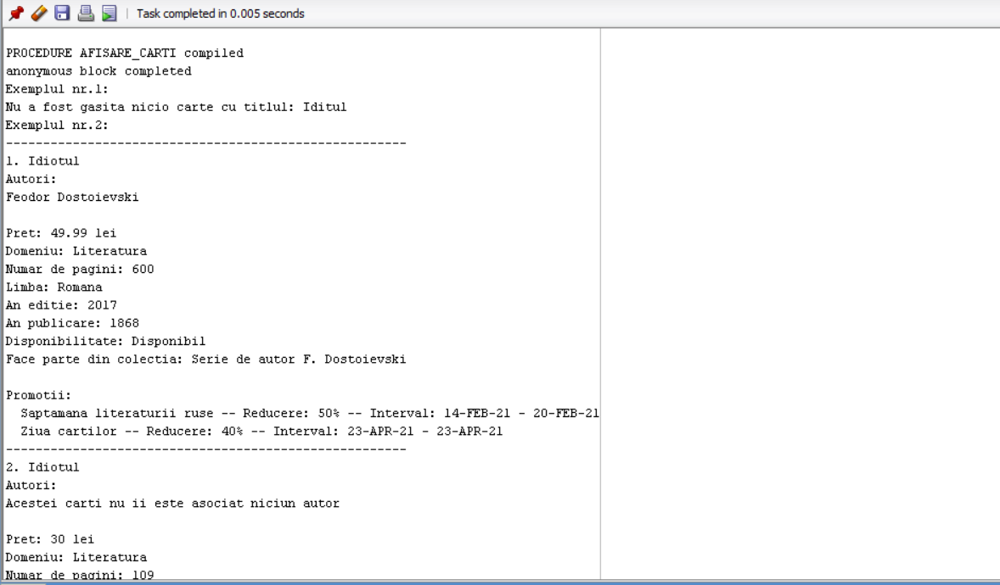 Task completed in 0.005 seconds
PROCEDURE AFISARE_CARTI compiled
anonymous block completed
Exemplul nr.1:
Nu a fost gasita nicio carte cu titlul: Iditul
Exemplul nr.2:
------------------------------------------------------
1. Idiotul
Autori:
Feodor Dostoievski
Pret: 49.99 lei
Domeniu: Literatura
Numar de pagini: 600
Limba: Romana
An editie: 2017
An publicare: 1868
Disponibilitate: Disponibil
Face parte din colectia: Serie de autor F. Dostoievski
Promotii:
  Saptamana literaturii ruse -- Reducere: 50% -- Interval: 14-FEB-21 - 20-FEB-21
  Ziua cartilor -- Reducere: 40% -- Interval: 23-APR-21 - 23-APR-21
------------------------------------------------------
2. Idiotul
Autori:
Acestei carti nu ii este asociat niciun autor
Pret: 30 lei
Domeniu: Literatura
Numar de pagini: 109